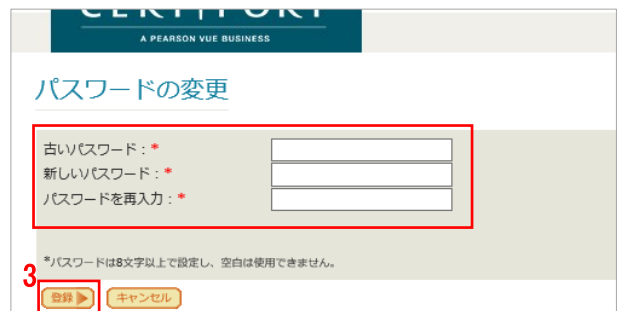 CERTIPORT
A PEARSON VUE BUSINESS
パスワードの変更
古いパスワード：*
新しいパスワード：*
パスワードを再入力：*
*パスワードは8文字以上で設定し、空白は使用できません。
3
登録
キャンセル